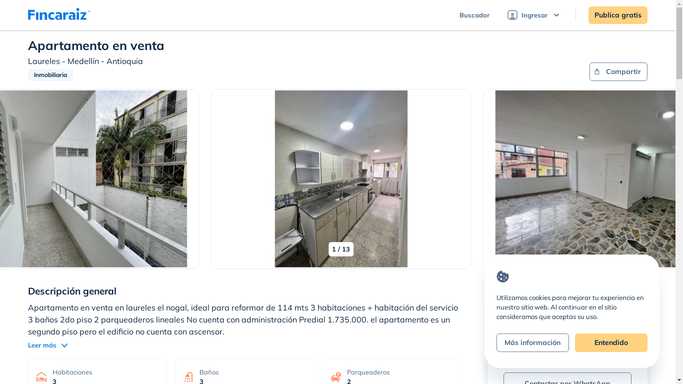 Fincaraiz
Buscador
Ingresar
Publica gratis
Apartamento en venta
Laureles - Medellín - Antioquia
Inmobiliaria
Compartir
1 / 13
Descripción general
Apartamento en venta en laureles el nogal, ideal para reformar de 114 mts 3 habitaciones + habitación del servicio
3 baños 2do piso 2 parqueaderos lineales No cuenta con administración Predial 1.735.000. el apartamento es un
segundo piso pero el edificio no cuenta con ascensor.
Leer más
Habitaciones
3
Baños
3
Parqueaderos
2
Utilizamos cookies para mejorar tu experiencia en
nuestro sitio web. Al continuar en el sitio
consideramos que aceptas su uso.
Más información
Entendido
Contactar por WhatsApp